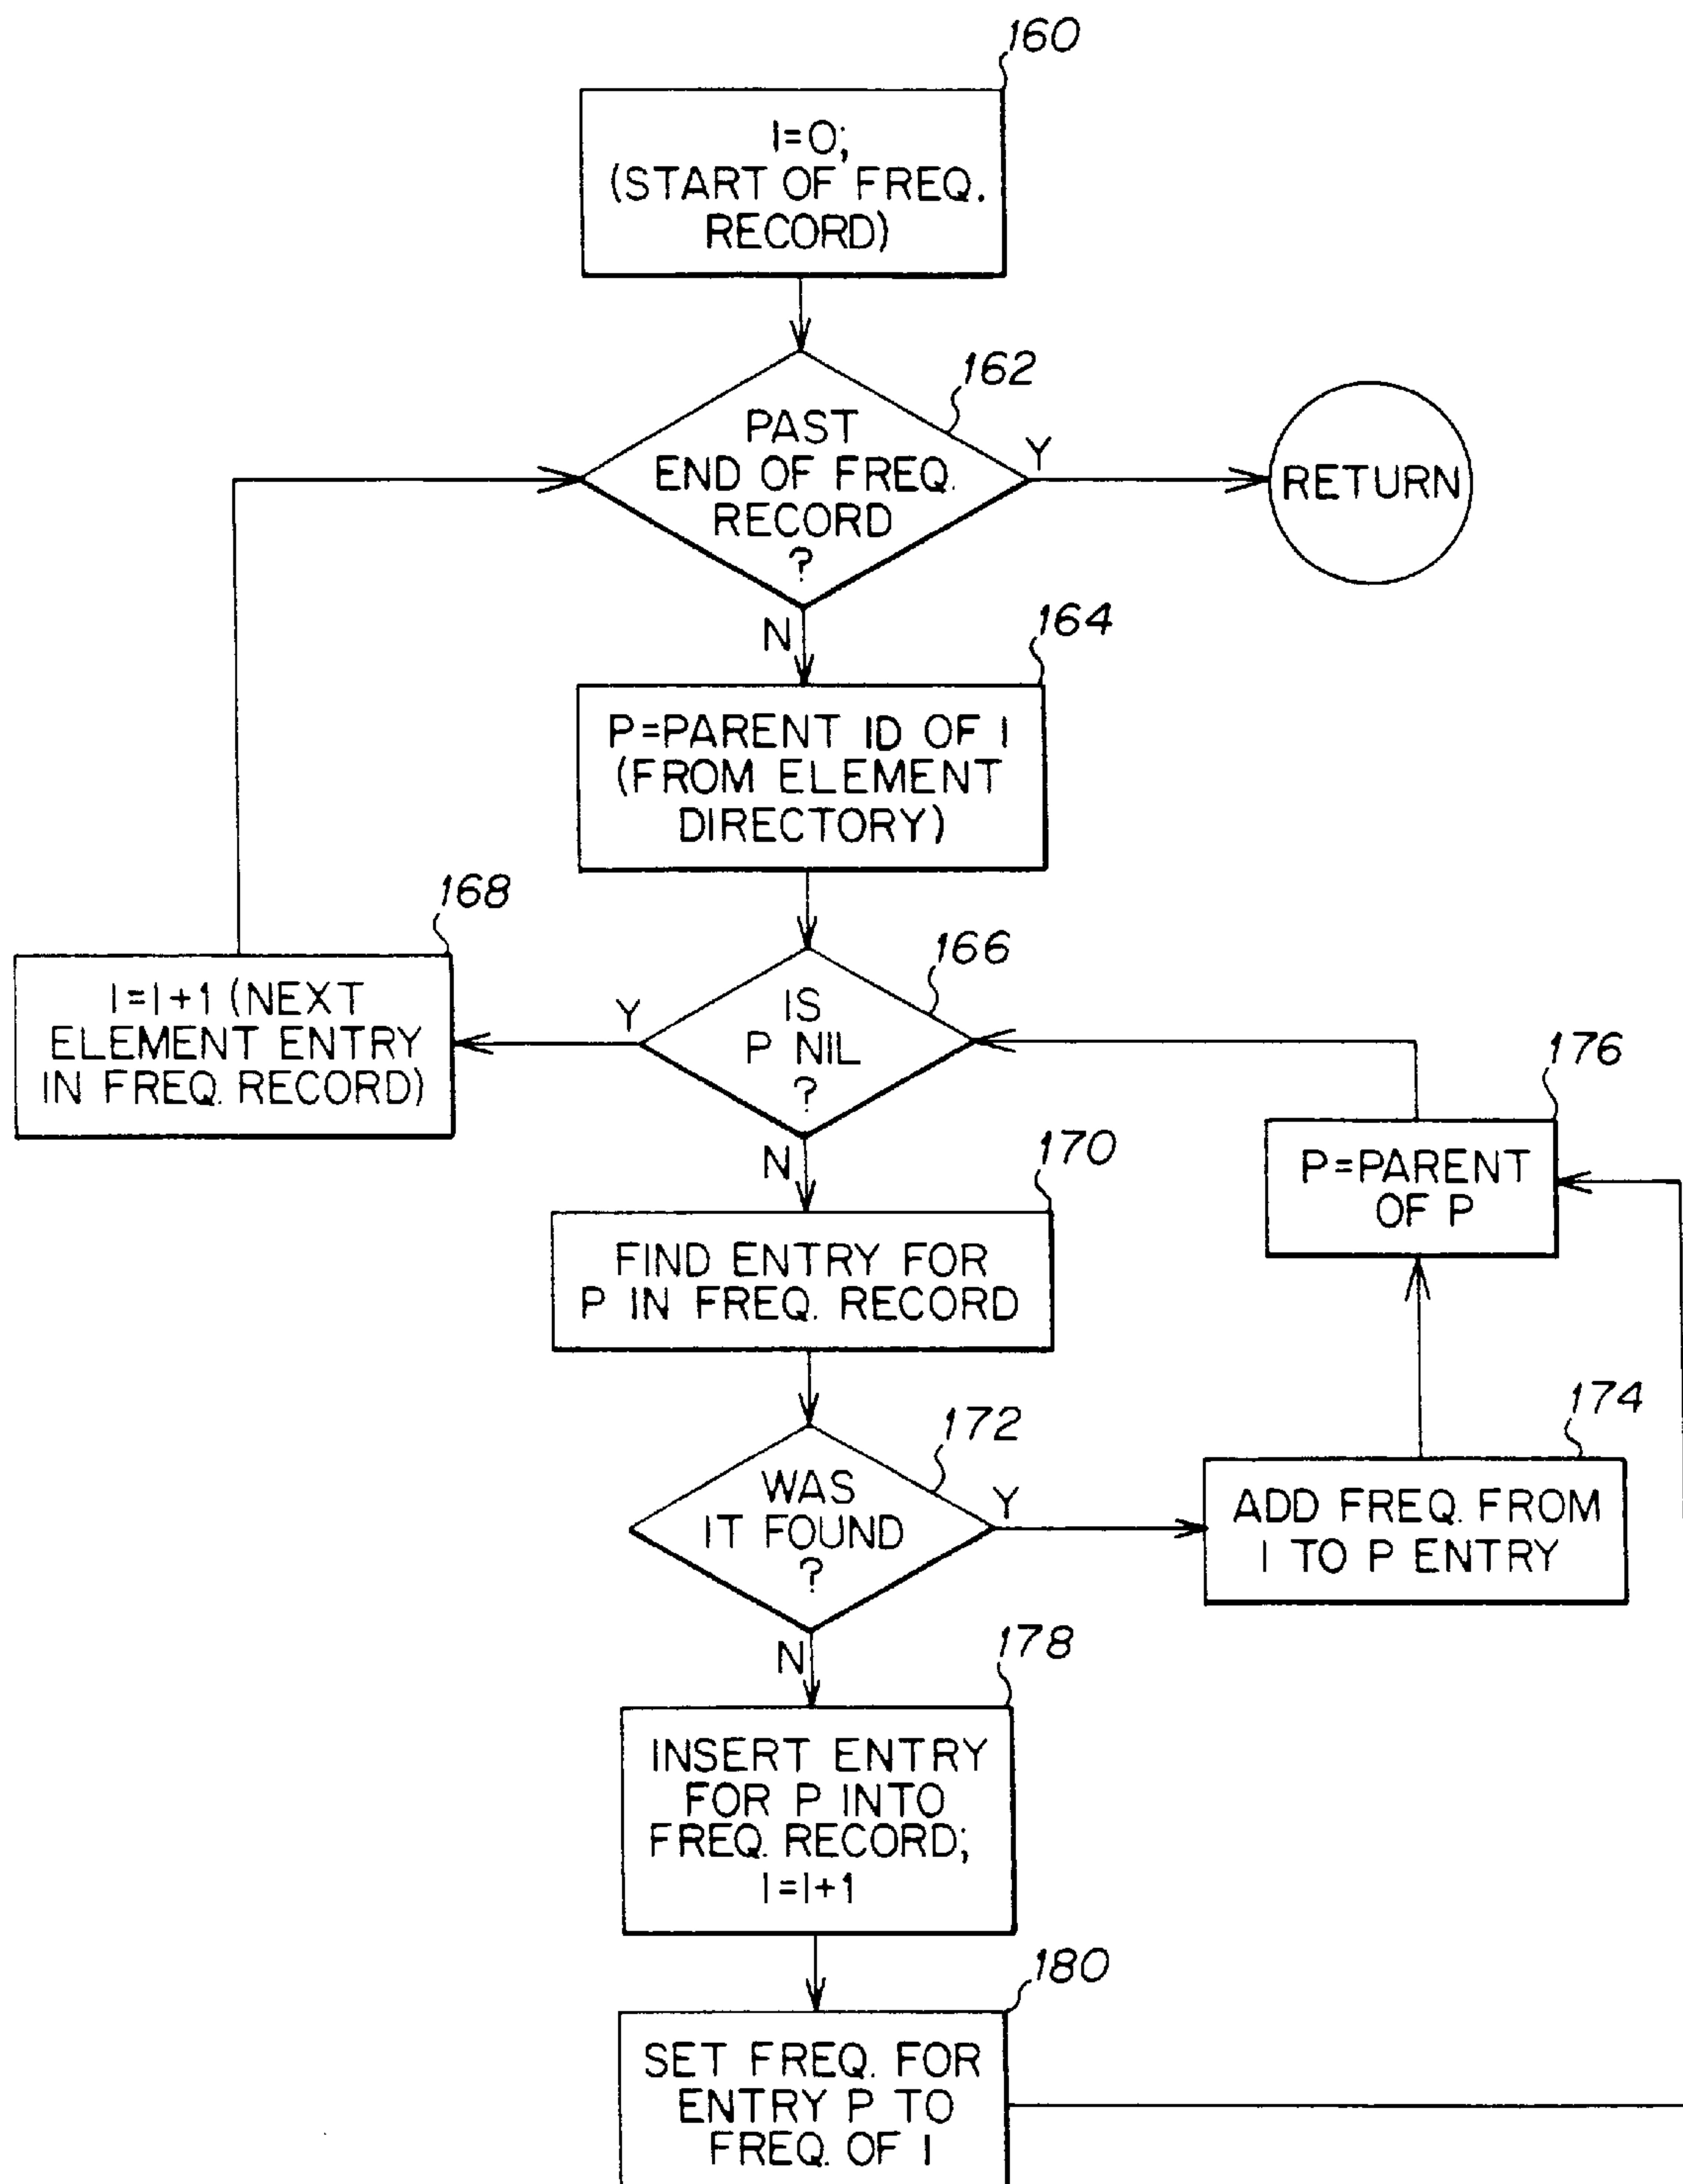 160
I=0;
(START OF FREQ.
RECORD)
162
PAST
END OF FREQ.
RECORD
?
Y
RETURN
N
164
P=PARENT ID OF I
(FROM ELEMENT
DIRECTORY)
168
I=I+1 (NEXT
ELEMENT ENTRY
IN FREQ. RECORD)
Y
166
IS
P NIL
?
N
176
P=PARENT
OF P
170
FIND ENTRY FOR
P IN FREQ. RECORD
172
WAS
IT FOUND
?
Y
174
ADD FREQ. FROM
I TO P ENTRY
N
178
INSERT ENTRY
FOR P INTO
FREQ. RECORD;
I=I+1
180
SET FREQ. FOR
ENTRY P TO
FREQ. OF I